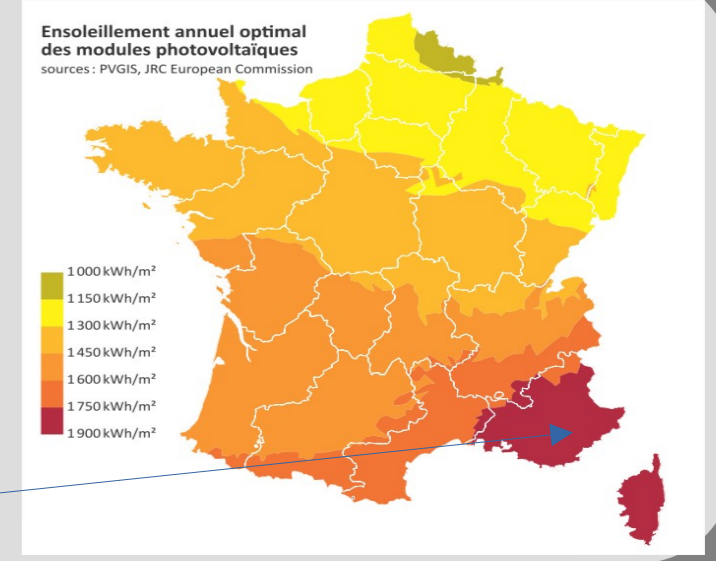 Ensoleillement annuel optimal
des modules photovoltaïques
sources : PVGIS, JRC European Commission
1 000 kWh/m²
1 150 kWh/m²
1 300 kWh/m²
1 450 kWh/m²
1 600 kWh/m²
1 750 kWh/m²
1 900 kWh/m²